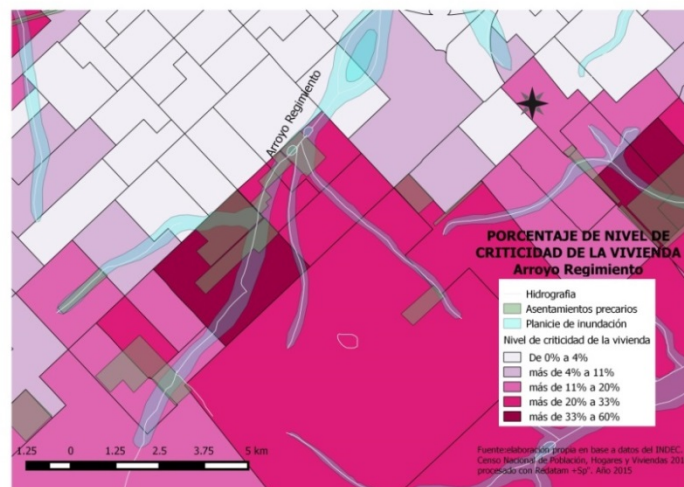 Arroyo Regimiento
PORCENTAJE DE NIVEL DE
CRITICIDAD DE LA VIVIENDA
Arroyo Regimiento
Hidrografia
Asentamientos precarios
Planicie de inundación
Nivel de criticidad de la vivienda
De 0% a 4%
más de 4% a 11%
más de 11% a 20%
más de 20% a 33%
más de 33% a 60%
1.25 0 1.25 2.5 3.75 5 km
Fuente:elaboración propia en base a datos del INDEC.
Censo Nacional de Población, Hogares y Viviendas 201
procesado con Redatam +Sp". Año 2015